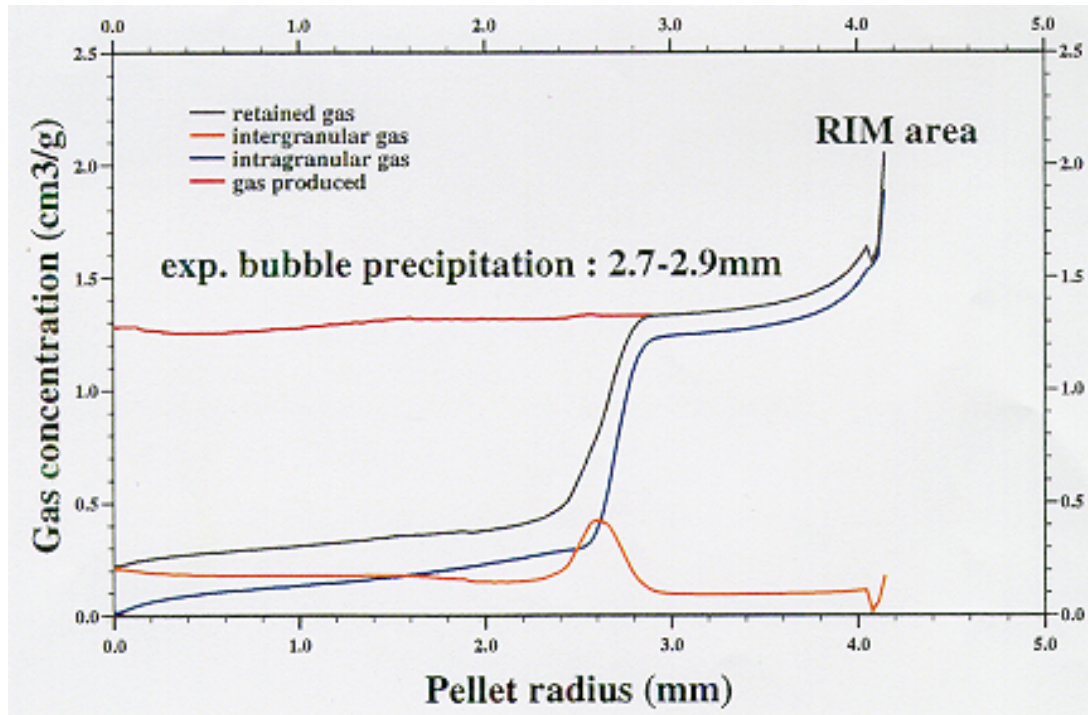 0.0 1.0 2.0 3.0 4.0 5.0
2.5 2.5
retained gas
intergranular gas
intragranular gas
gas produced
RIM area
2.0 2.0
exp. bubble precipitation : 2.7-2.9mm
1.5 1.5
1.0 1.0
0.5 0.5
0.0 0.0
0.0 1.0 2.0 3.0 4.0 5.0
Gas concentration (cm3/g)
Pellet radius (mm)